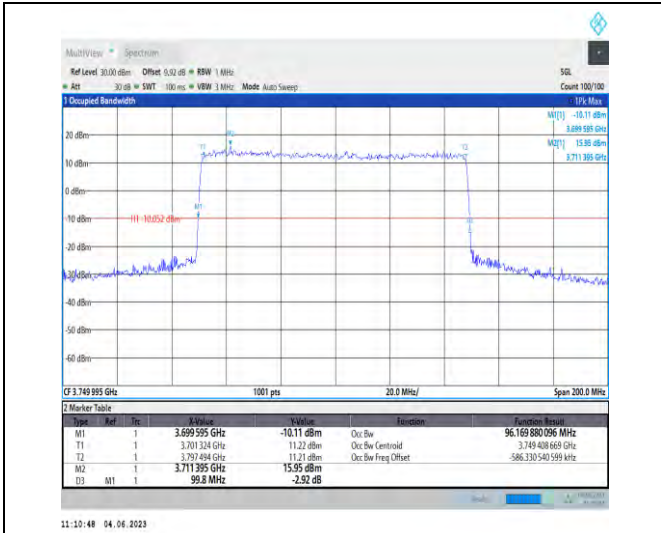 MultiView Spectrum
Ref Level 30.00 dBm Offset 0.92 dB RBW 1 MHz SGL
Att 30 dB SWT 100 ms VBW 3 MHz Mode Auto Sweep Count 100/100
1 Occupied Bandwidth 1Pk Max
M1[1] -10.11 dBm
3.699 595 GHz
M2[1] 15.95 dBm
3.711 395 GHz
20 dBm
10 dBm
0 dBm
M1
-10 dBm H1 -10.052 dBm
-20 dBm
-30 dBm
-40 dBm
-50 dBm
-60 dBm
CF 3.749 995 GHz 1001 pts 20.0 MHz/ Span 200.0 MHz
2 Marker Table
Type Ref Trc X-Value Y-Value Function Function Result
M1 1 3.699 595 GHz -10.11 dBm Occ Bw 96.169 880 096 MHz
T1 1 3.701 324 GHz 11.22 dBm Occ Bw Centroid 3.749 408 669 GHz
T2 1 3.797 494 GHz 11.21 dBm Occ Bw Freq Offset -586.330 540 599 kHz
M2 1 3.711 395 GHz 15.95 dBm
D3 M1 1 99.8 MHz -2.92 dB
11:10:48 04.06.2023